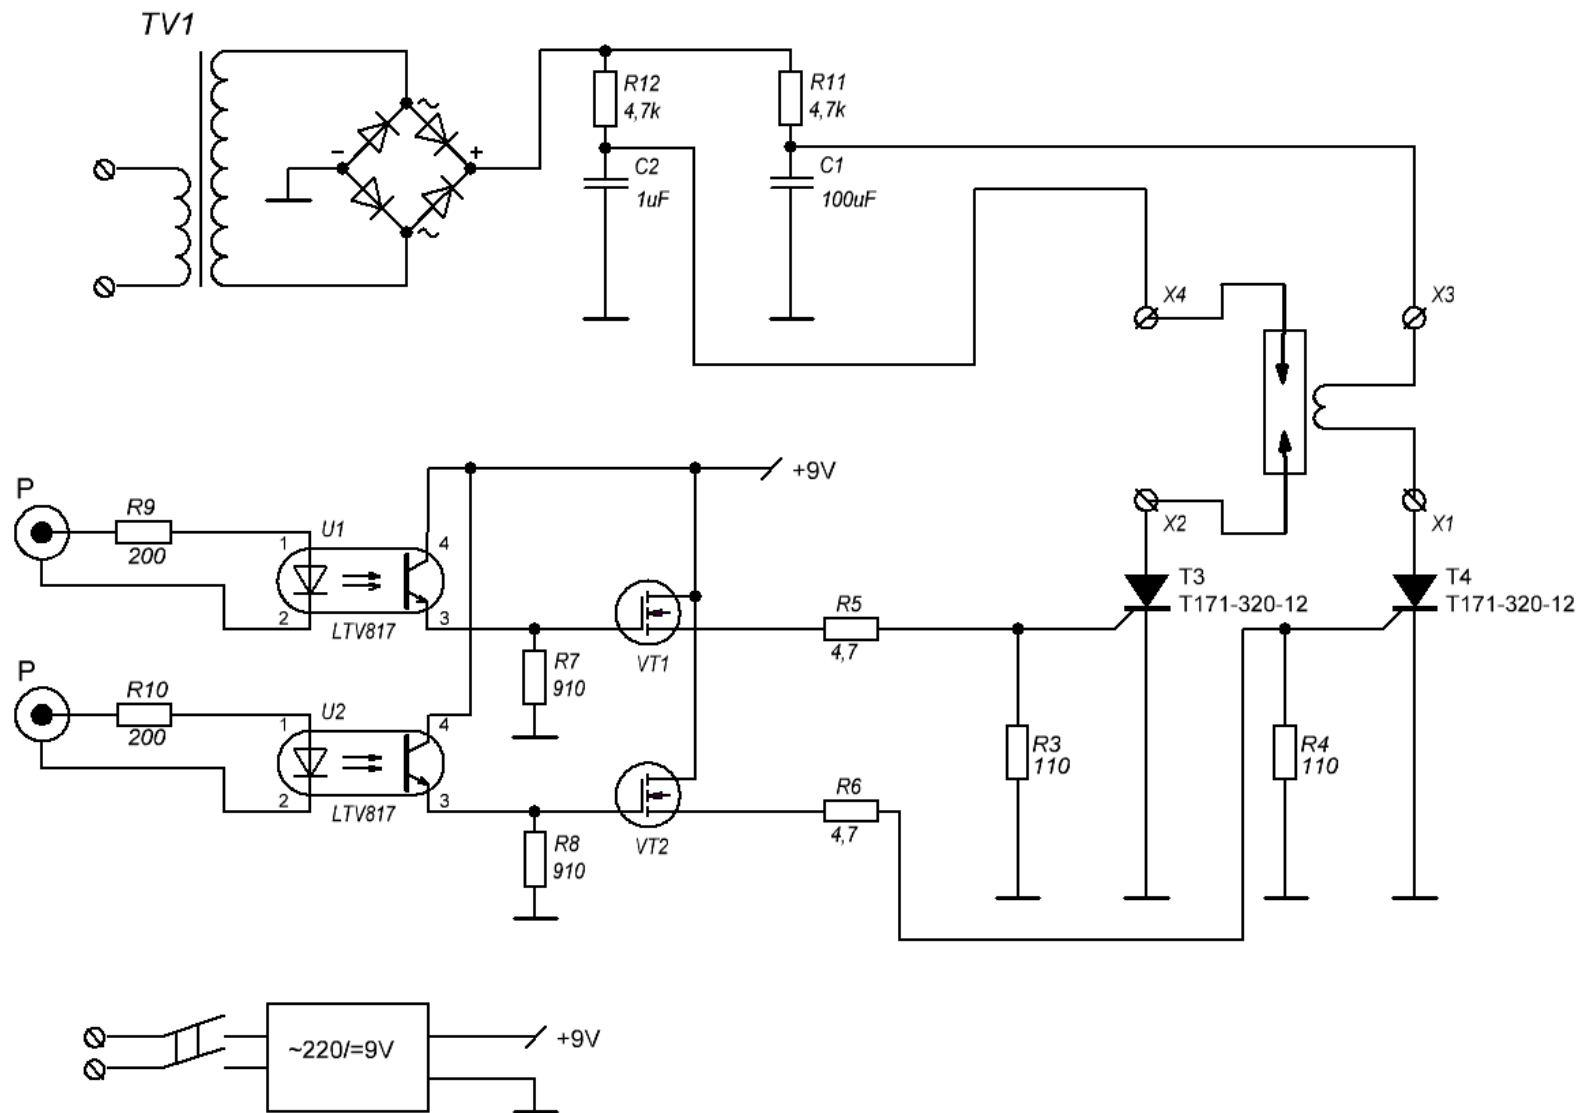 TV1
R12
4,7k
R11
4,7k
~
-
+
~
C2
1uF
C1
100uF
X4
X3
+9V
P
R9
200
U1
1
4
2
3
LTV817
X2
X1
T3
T171-320-12
T4
T171-320-12
R5
4,7
VT1
R7
910
P
R10
200
U2
1
4
2
3
LTV817
R3
110
R4
110
R6
4,7
VT2
R8
910
~220/=9V
+9V